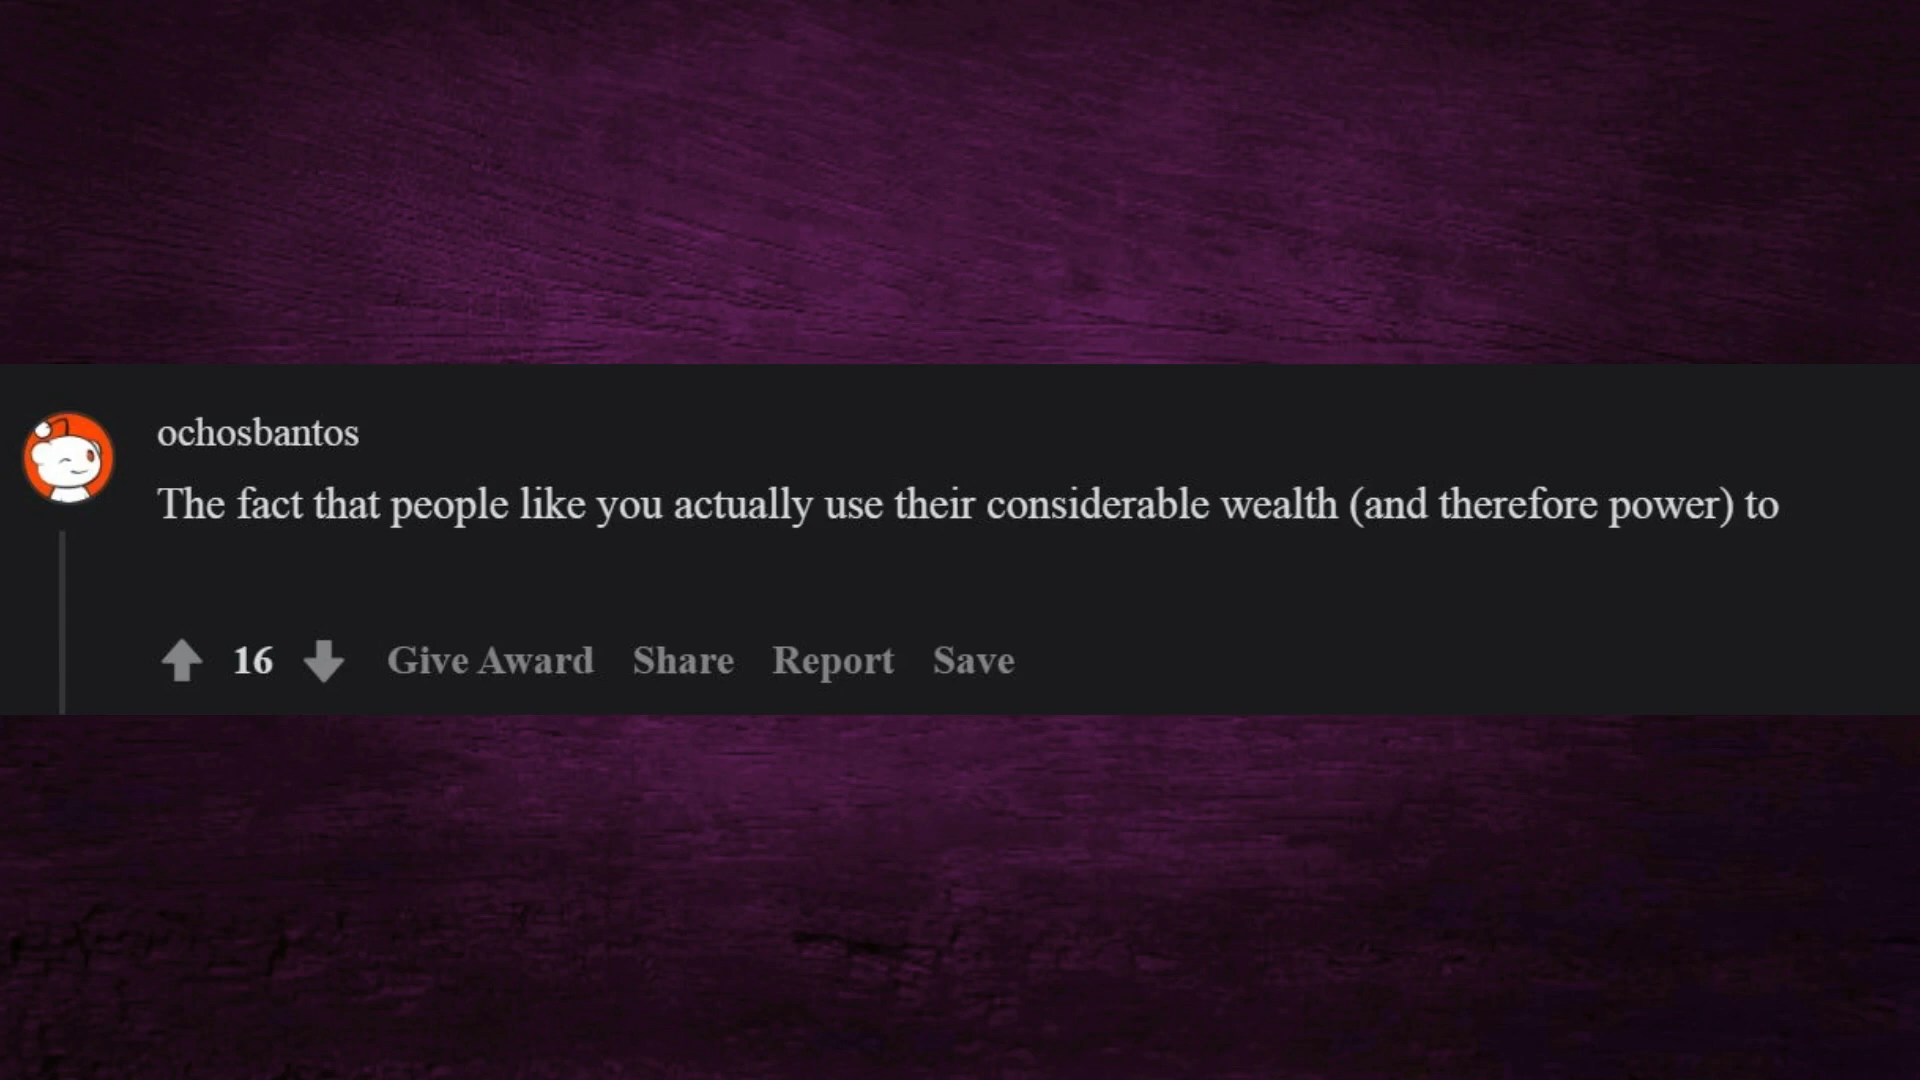 ochosbantos
The fact that people like you actually use their considerable wealth (and therefore power) to
16 Give Award Share Report Save